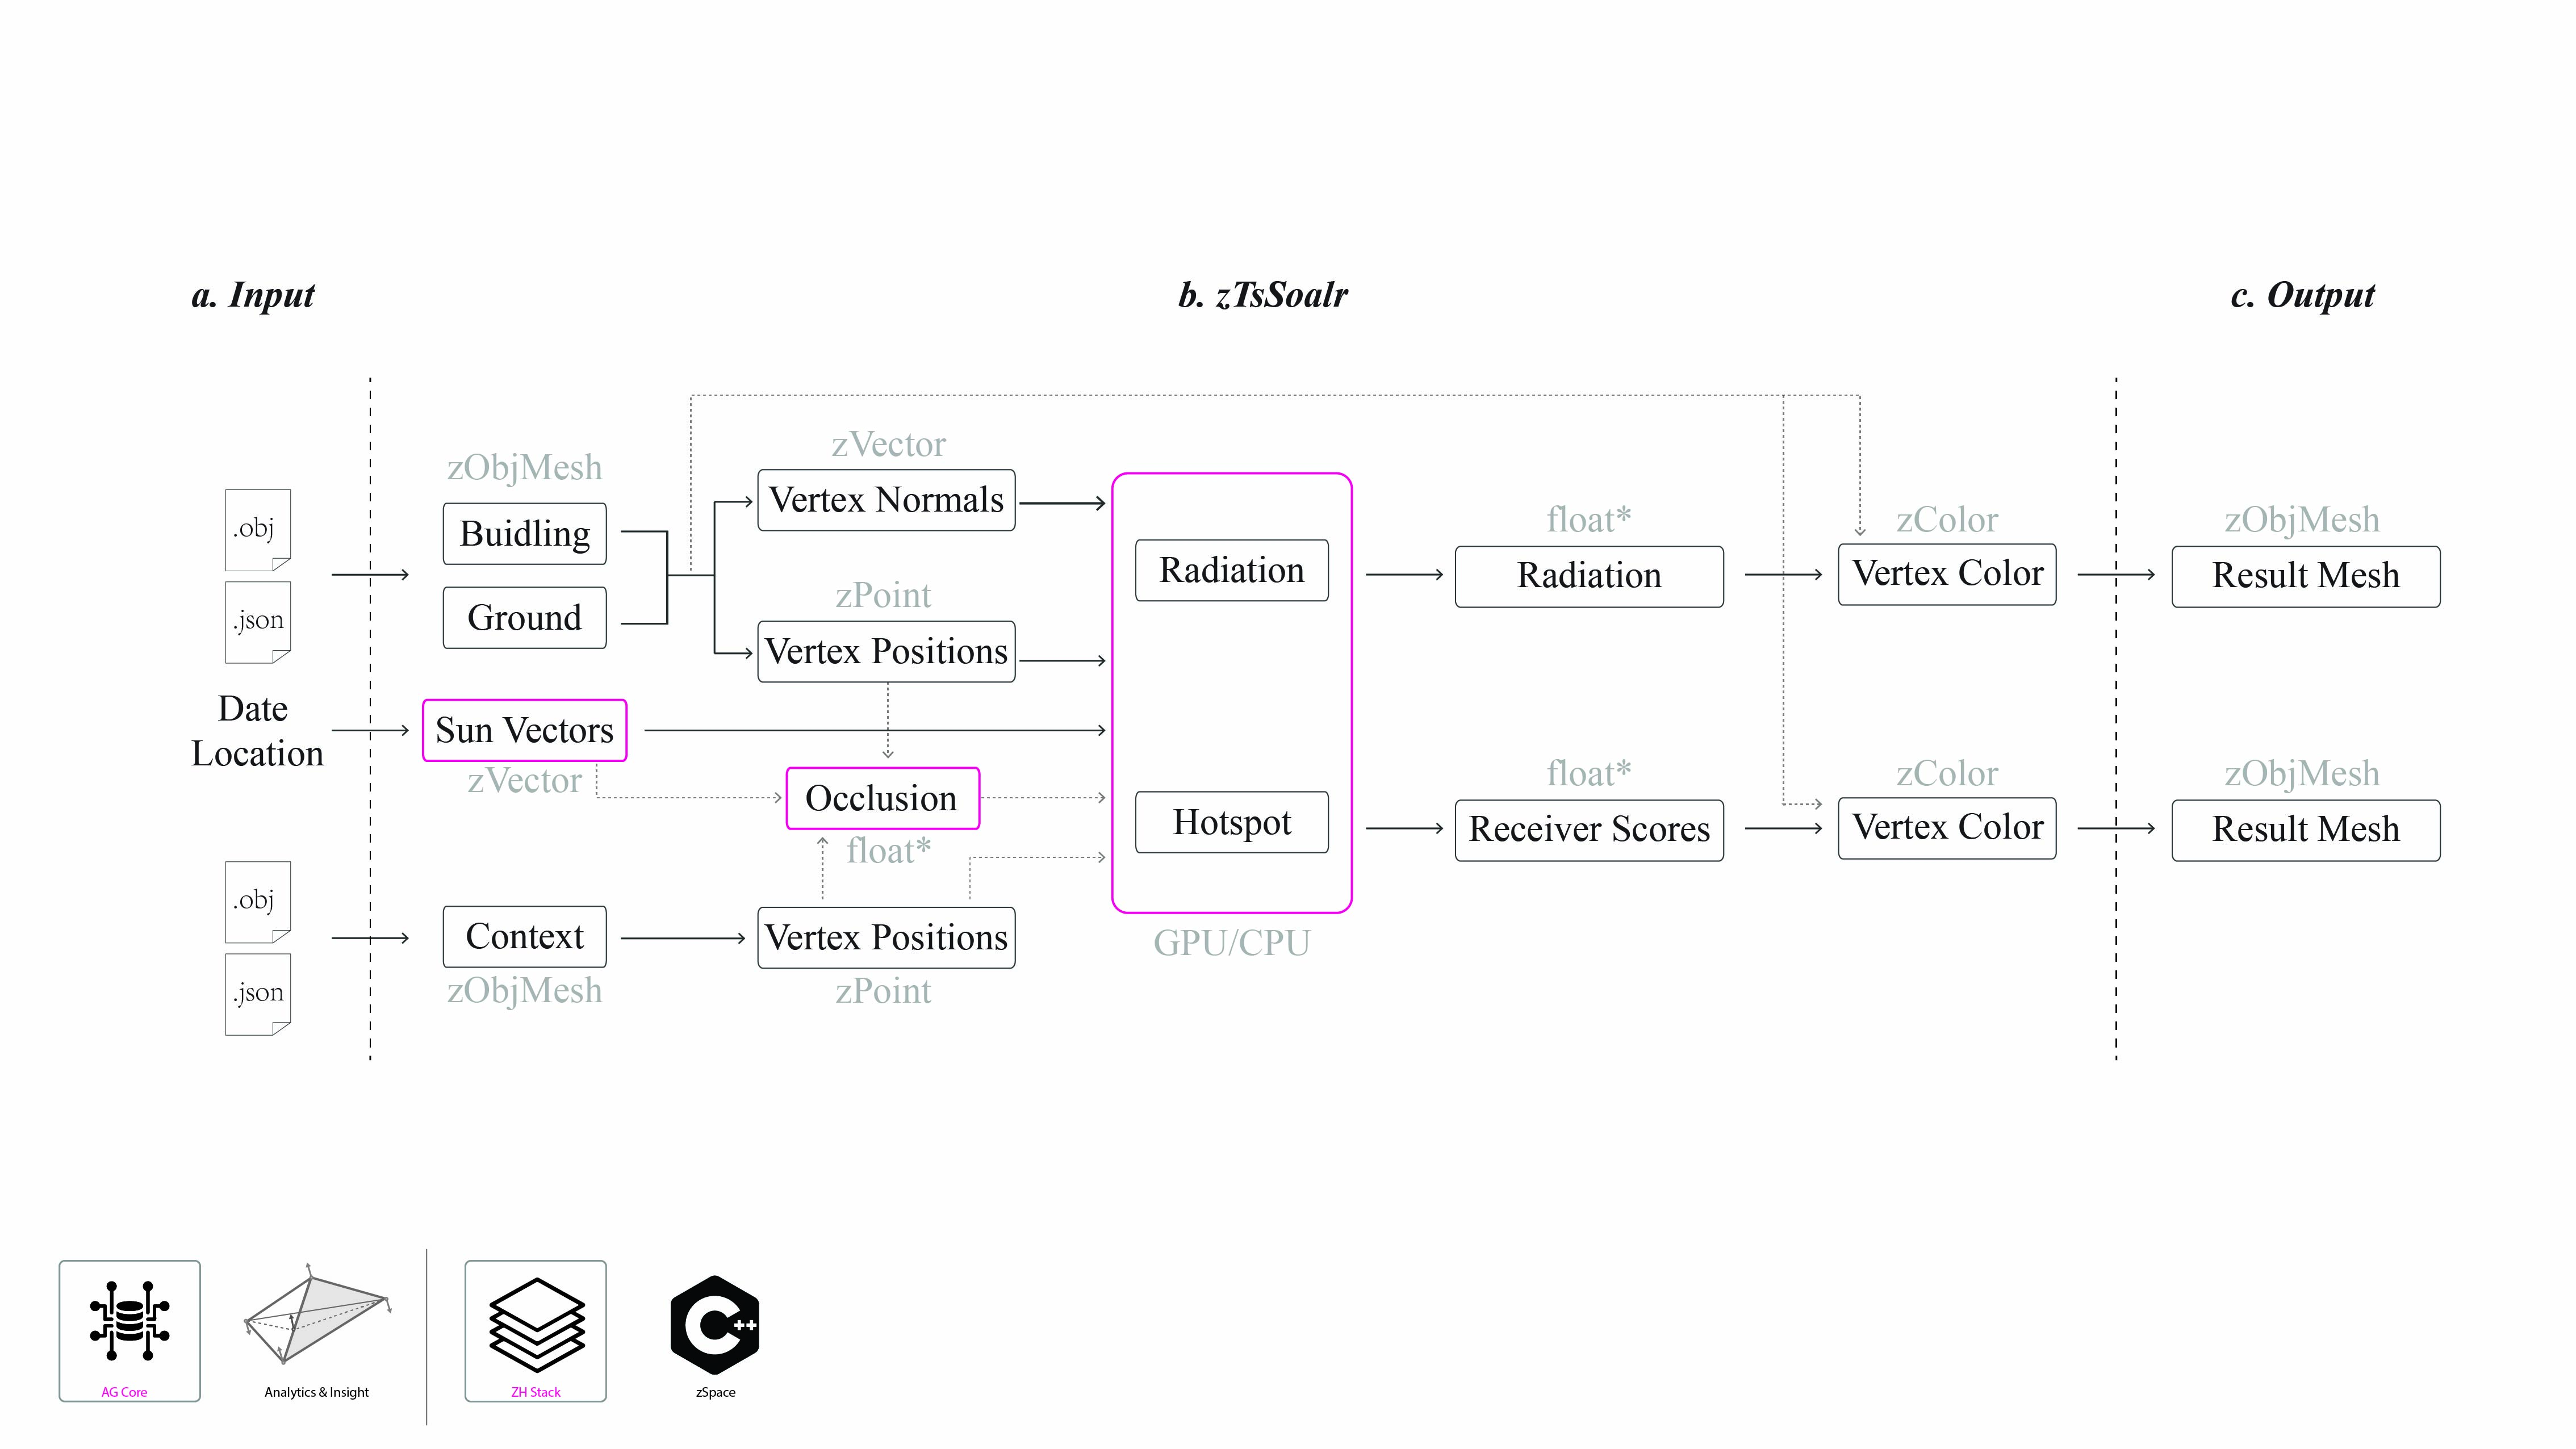 a. Input
b. zTsSoalr
c. Output
.obj
.json
Date
Location
.obj
.json
zObjMesh
Buidling
Ground
Sun Vectors
zVector
Context
zObjMesh
zVector
Vertex Normals
zPoint
Vertex Positions
Occlusion
float*
Vertex Positions
zPoint
Radiation
Hotspot
GPU/CPU
float*
Radiation
float*
Receiver Scores
zColor
Vertex Color
zColor
Vertex Color
zObjMesh
Result Mesh
zObjMesh
Result Mesh
AG Core
Analytics & Insight
ZH Stack
C++
zSpace